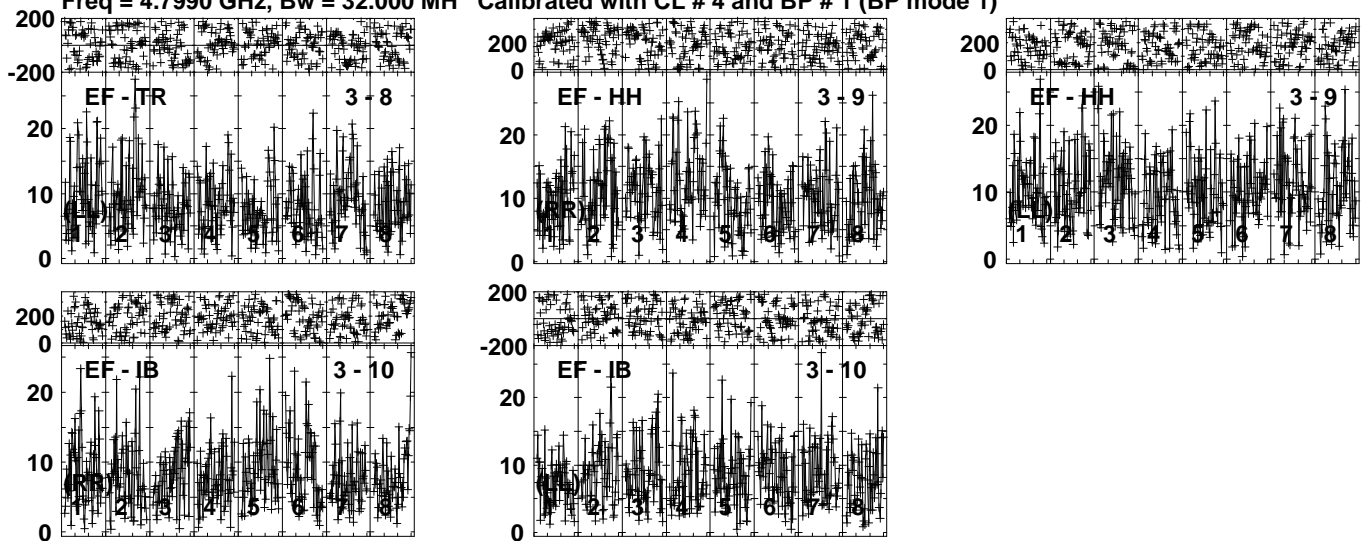 Freq = 4.7990 GHz, Bw = 32.000 MH Calibrated with CL # 4 and BP # 1 (BP mode 1)
200
-200
EF - TR 3 - 8
20
10
0
(LL)
1 2 3 4 5 6 7 8
200
0
EF - HH 3 - 9
20
10
0
(RR)
1 2 3 4 5 6 7 8
200
0
EF - HH 3 - 9
20
10
0
(LL)
1 2 3 4 5 6 7 8
200
0
EF - IB 3 - 10
20
10
0
(RR)
1 2 3 4 5 6 7 8
200
-200
EF - IB 3 - 10
20
10
0
(LL)
1 2 3 4 5 6 7 8